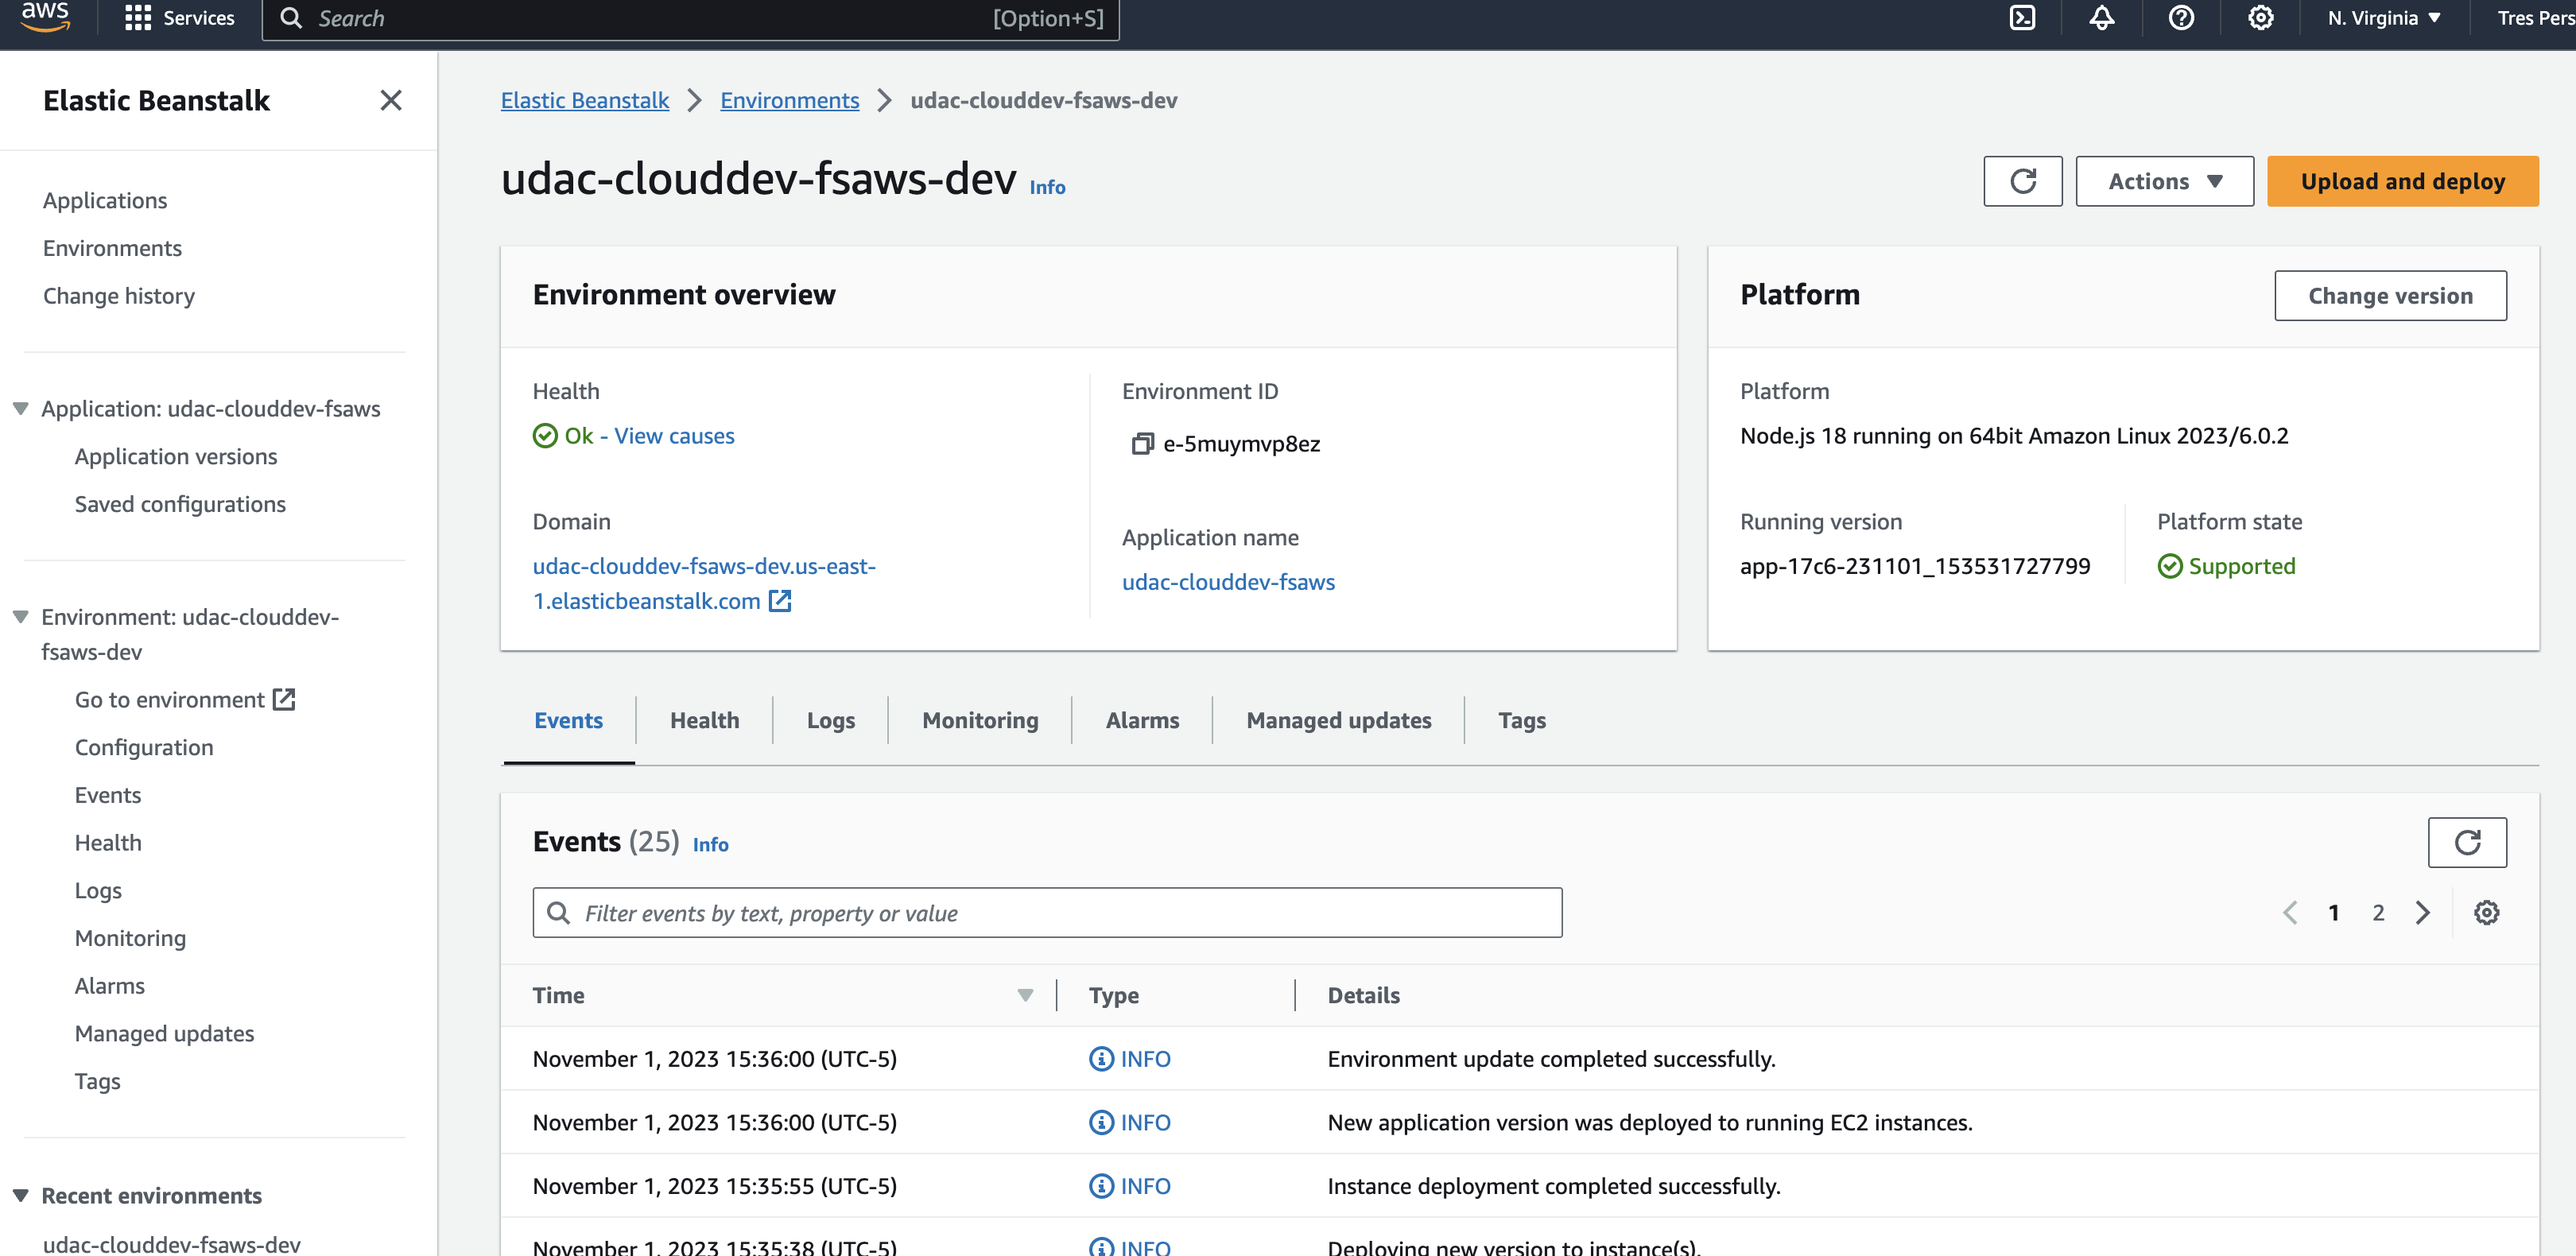 aws
Services
Search
[Option+S]
N. Virginia
Tres Pers
Elastic Beanstalk
Applications
Environments
Change history
Application: udac-clouddev-fsaws
Application versions
Saved configurations
Environment: udac-clouddev-
fsaws-dev
Go to environment
Configuration
Events
Health
Logs
Monitoring
Alarms
Managed updates
Tags
Recent environments
udac-clouddev-fsaws-dev
Elastic Beanstalk > Environments > udac-clouddev-fsaws-dev
udac-clouddev-fsaws-dev Info
Actions
Upload and deploy
Environment overview
Health
Ok - View causes
Domain
udac-clouddev-fsaws-dev.us-east-
1.elasticbeanstalk.com
Environment ID
e-5muymvp8ez
Application name
udac-clouddev-fsaws
Platform
Change version
Platform
Node.js 18 running on 64bit Amazon Linux 2023/6.0.2
Running version
app-17c6-231101_153531727799
Platform state
Supported
Events
Health
Logs
Monitoring
Alarms
Managed updates
Tags
Events (25) Info
Filter events by text, property or value
1
2
Time Type Details
November 1, 2023 15:36:00 (UTC-5) INFO Environment update completed successfully.
November 1, 2023 15:36:00 (UTC-5) INFO New application version was deployed to running EC2 instances.
November 1, 2023 15:35:55 (UTC-5) INFO Instance deployment completed successfully.
November 1, 2023 15:35:38 (UTC-5) INFO Deploying new version to instance(s).